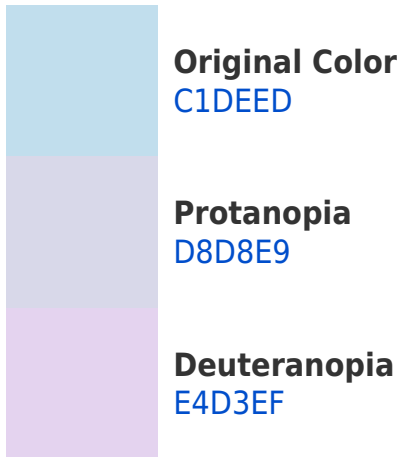 Original Color
C1DEED
Protanopia
D8D8E9
Deuteranopia
E4D3EF